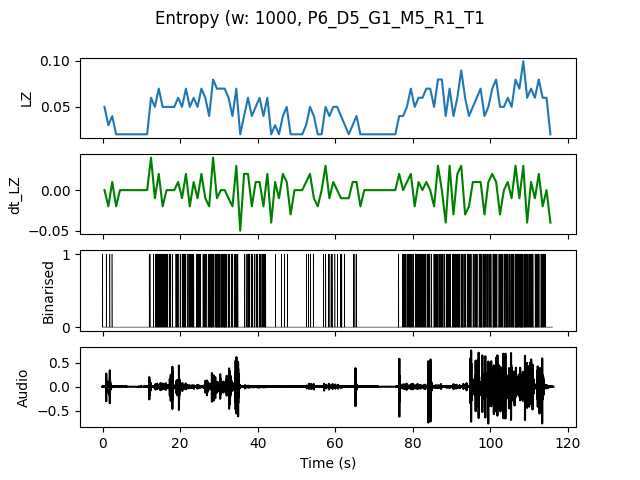 Entropy (w: 1000, P6_D5_G1_M5_R1_T1
0.10
0.05
LZ
0.00
−0.05
dt_LZ
1
0
Binarised
0.5
0.0
−0.5
Audio
0 20 40 60 80 100 120
Time (s)